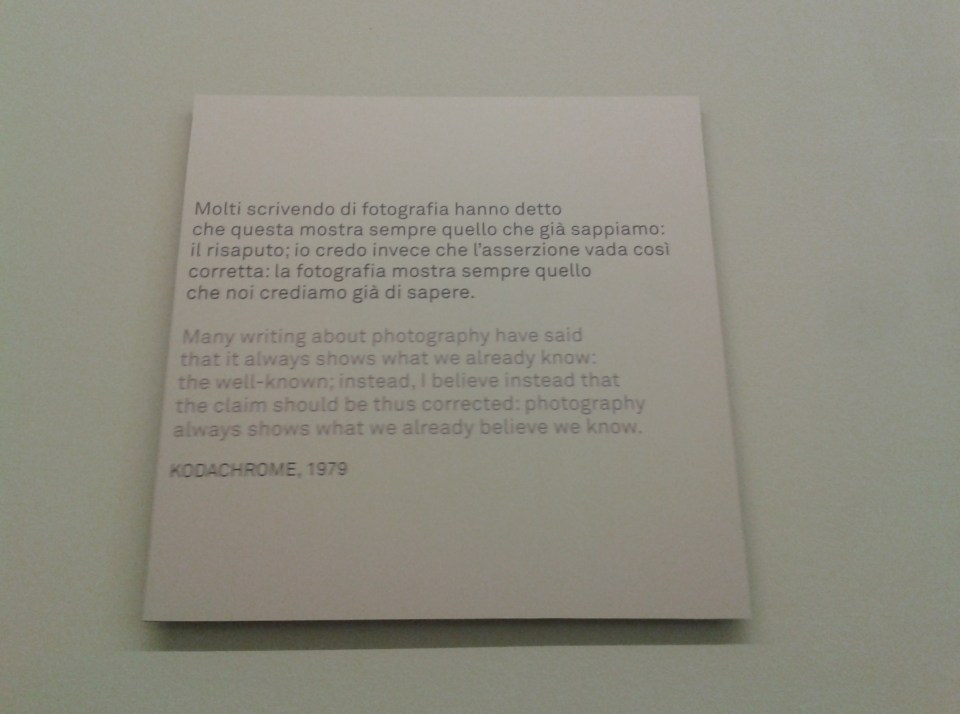 Molti scrivendo di fotografia hanno detto
che questa mostra sempre quello che già sappiamo:
il risaputo; io credo invece che l'asserzione vada così
corretta: la fotografia mostra sempre quello
che noi crediamo già di sapere.
Many writing about photography have said
that it always shows what we already know:
the well-known; instead, I believe instead that
the claim should be thus corrected: photography
always shows what we already believe we know.
KODACHROME, 1979